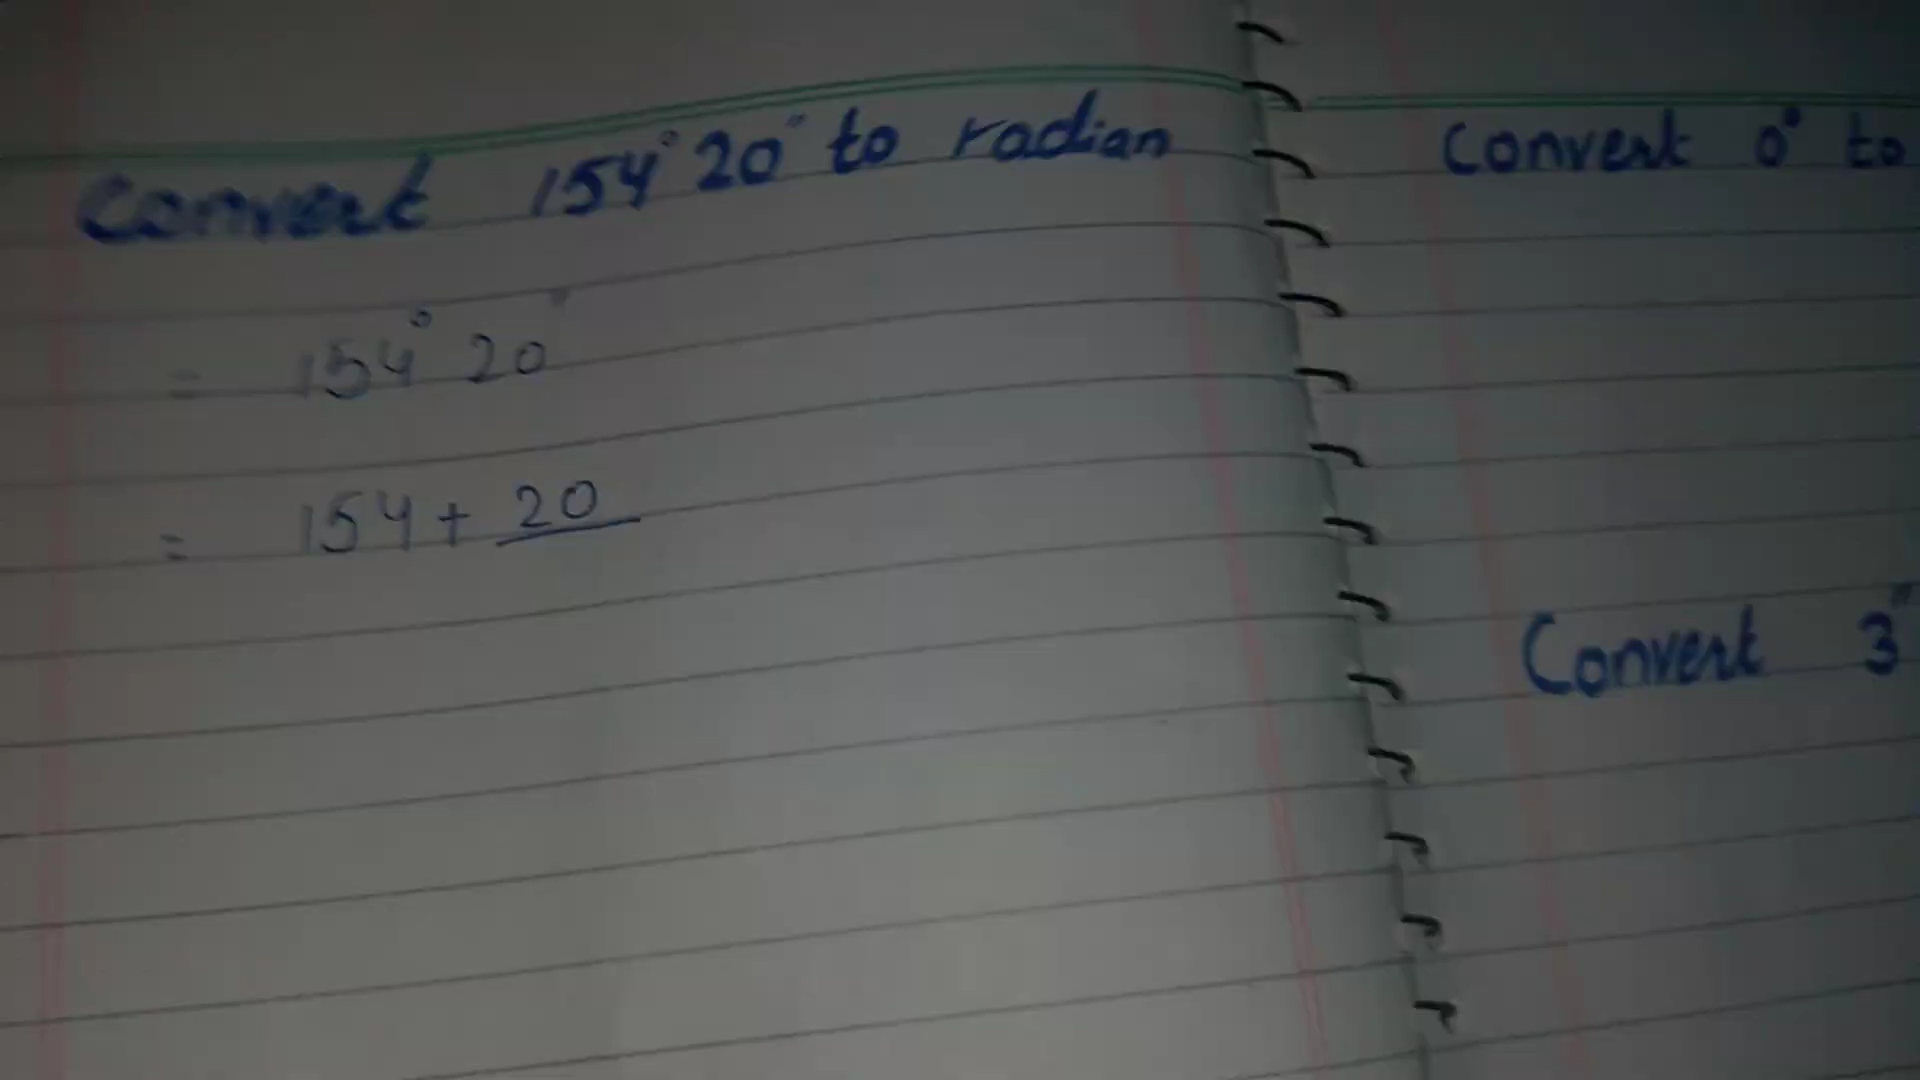 Convert 154° 20" to radian
= 154° 20"
= 154 + 20
Convert 0° to
Convert 3"